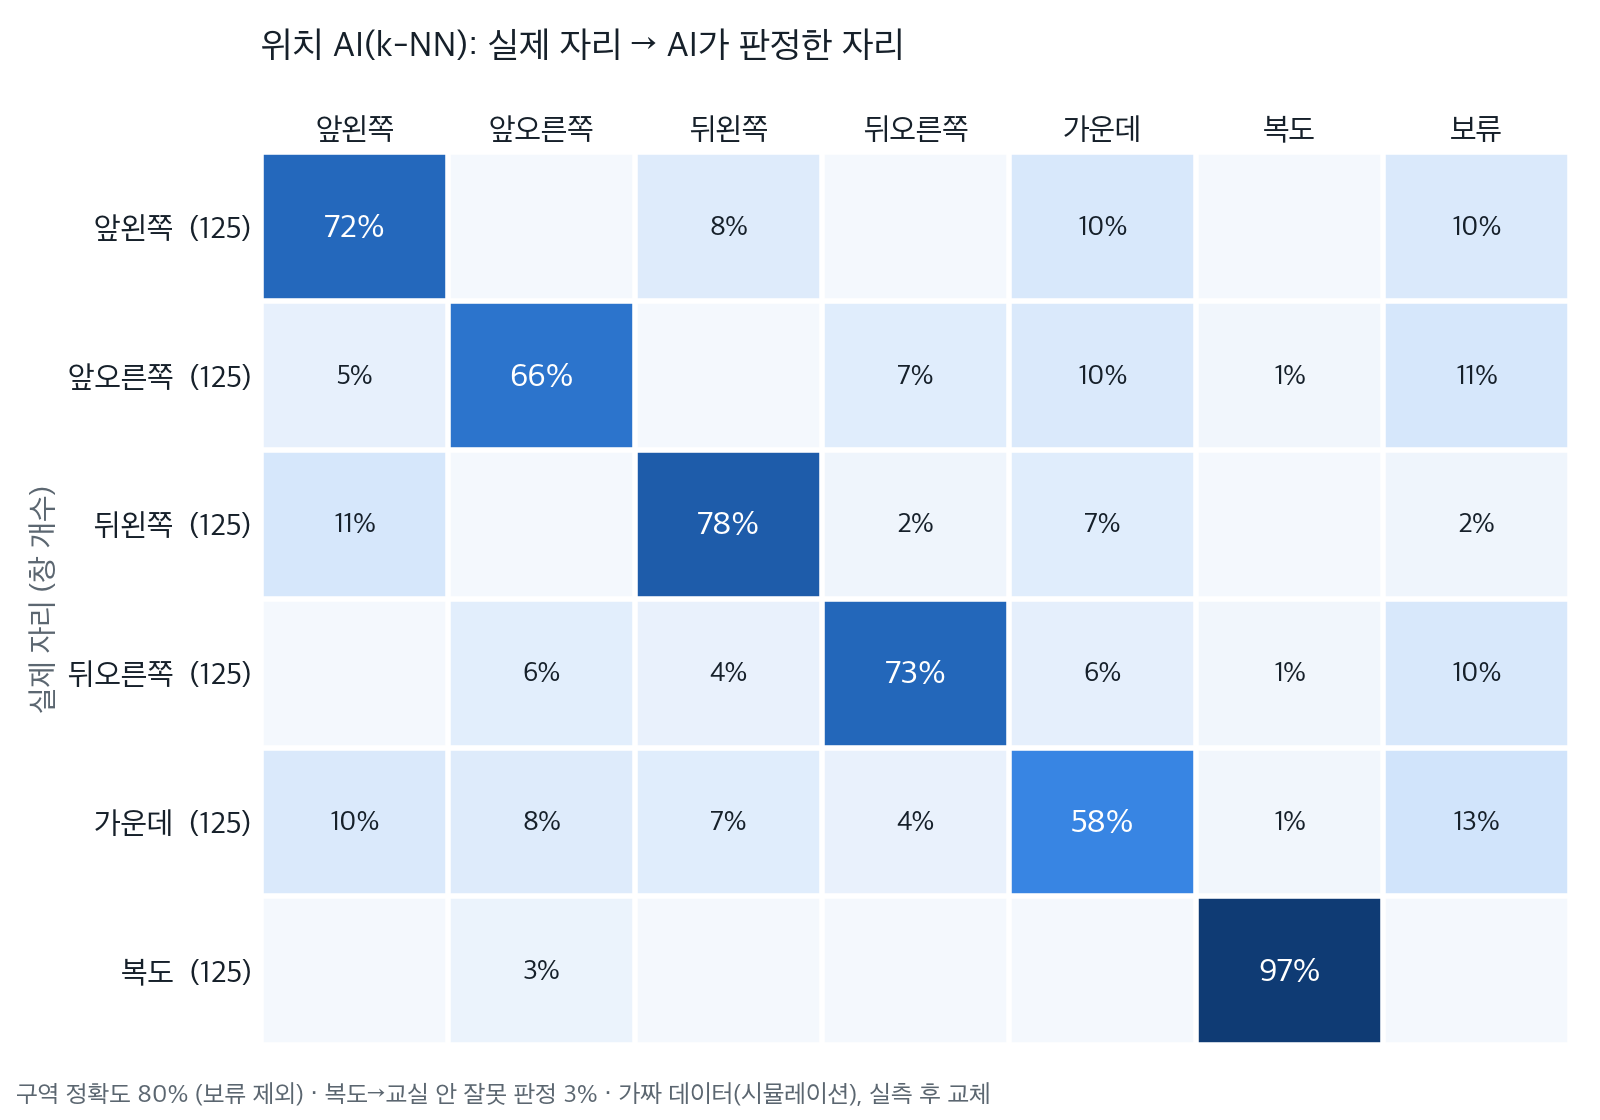 위치 AI(k-NN): 실제 자리 → AI가 판정한 자리
앞왼쪽 앞오른쪽 뒤왼쪽 뒤오른쪽 가운데 복도 보류
앞왼쪽 (125) 72% 8% 10% 10%
앞오른쪽 (125) 5% 66% 7% 10% 1% 11%
뒤왼쪽 (125) 11% 78% 2% 7% 2%
뒤오른쪽 (125) 6% 4% 73% 6% 1% 10%
가운데 (125) 10% 8% 7% 4% 58% 1% 13%
복도 (125) 3% 97%
실제 자리 (창 개수)
구역 정확도 80% (보류 제외) · 복도→교실 안 잘못 판정 3% · 가짜 데이터(시뮬레이션), 실측 후 교체